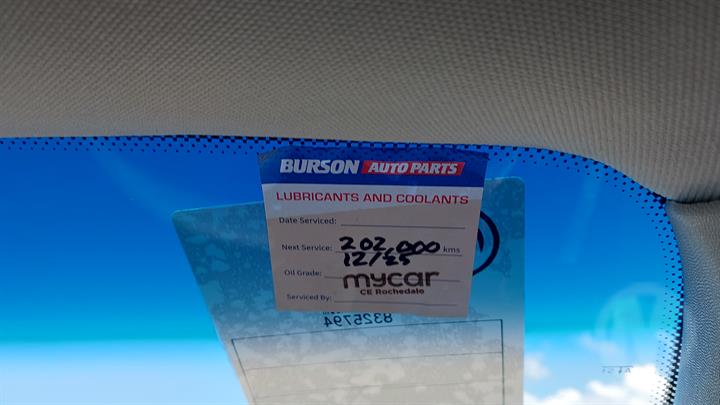 BURSON AUTO PARTS
LUBRICANTS AND COOLANTS
Date Serviced:
Next Service: 202,000 kms
12/25
Oil Grade:
mycar
CE Rochedale
Serviced By:
8325794